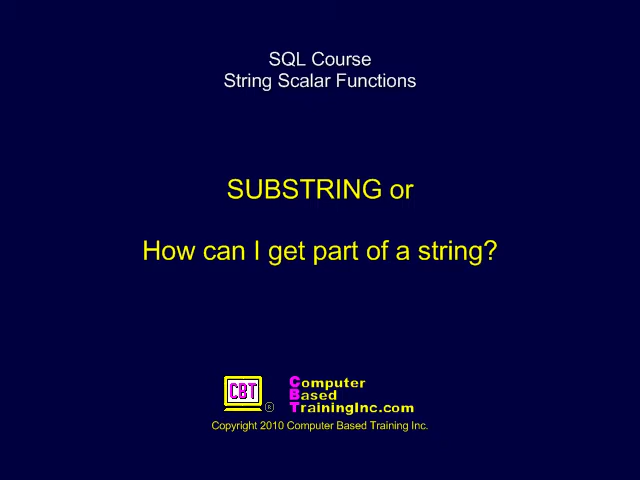 SQL Course
String Scalar Functions
SUBSTRING or
How can I get part of a string?
CBT ®
Computer
Based
TrainingInc.com
Copyright 2010 Computer Based Training Inc.